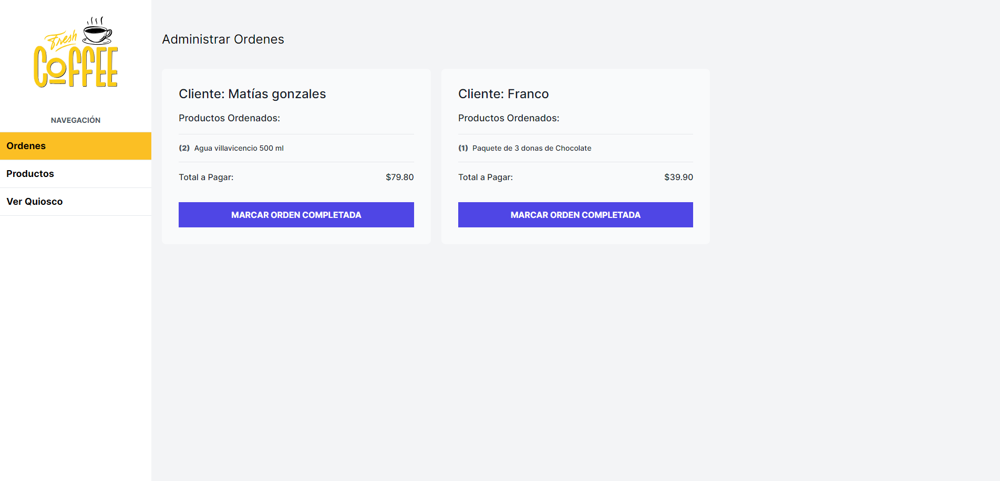 Fresh
COFFEE
NAVEGACIÓN
Ordenes
Productos
Ver Quiosco
Administrar Ordenes
Cliente: Matías gonzales
Productos Ordenados:
(2) Agua villavicencio 500 ml
Total a Pagar: $79.80
MARCAR ORDEN COMPLETADA
Cliente: Franco
Productos Ordenados:
(1) Paquete de 3 donas de Chocolate
Total a Pagar: $39.90
MARCAR ORDEN COMPLETADA